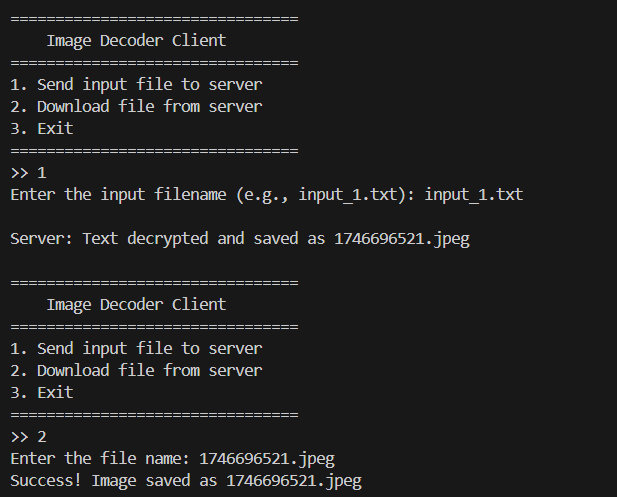 ================================
    Image Decoder Client
================================
1. Send input file to server
2. Download file from server
3. Exit
================================
>> 1
Enter the input filename (e.g., input_1.txt): input_1.txt

Server: Text decrypted and saved as 1746696521.jpeg

================================
    Image Decoder Client
================================
1. Send input file to server
2. Download file from server
3. Exit
================================
>> 2
Enter the file name: 1746696521.jpeg
Success! Image saved as 1746696521.jpeg